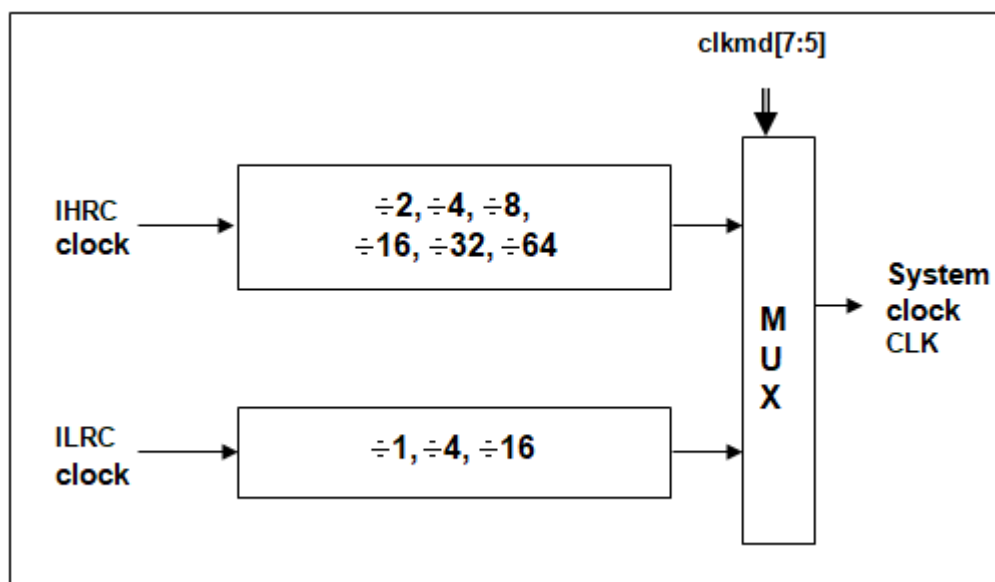 clkmd[7:5]
IHRC
clock
÷2, ÷4, ÷8,
÷16, ÷32, ÷64
System
clock
CLK
M
U
X
ILRC
clock
÷1, ÷4, ÷16